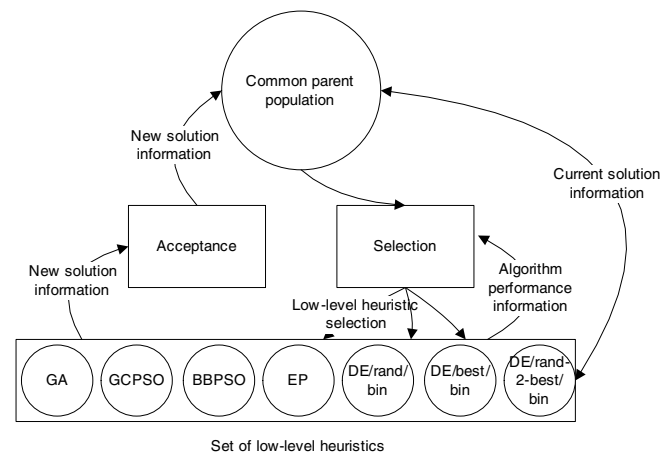 Common parent
population
New solution
information
Current solution
information
Acceptance
Selection
New solution
information
Algorithm
performance
information
Low-level heuristic
selection
GA
GCPSO
BBPSO
EP
DE/rand/
bin
DE/best/
bin
DE/rand-
2-best/
bin
Set of low-level heuristics